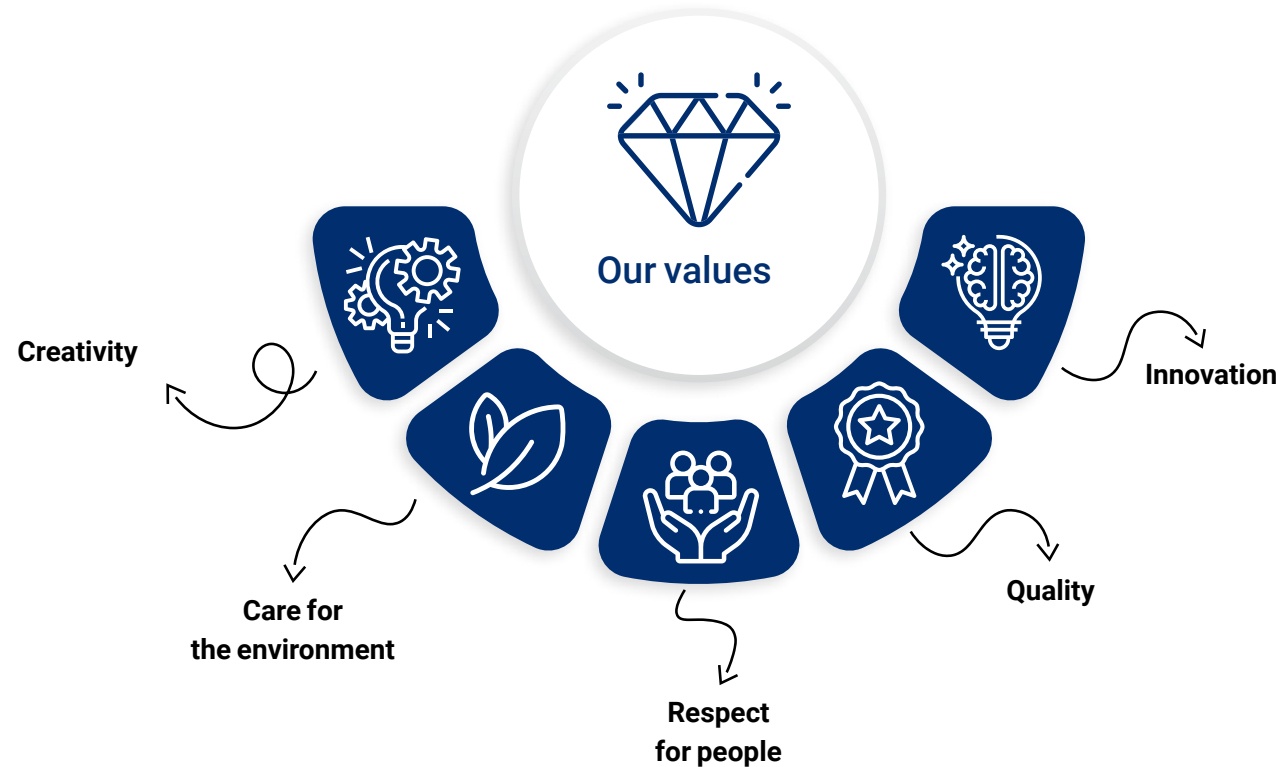 Our values
Creativity
Care for
the environment
Respect
for people
Quality
Innovation